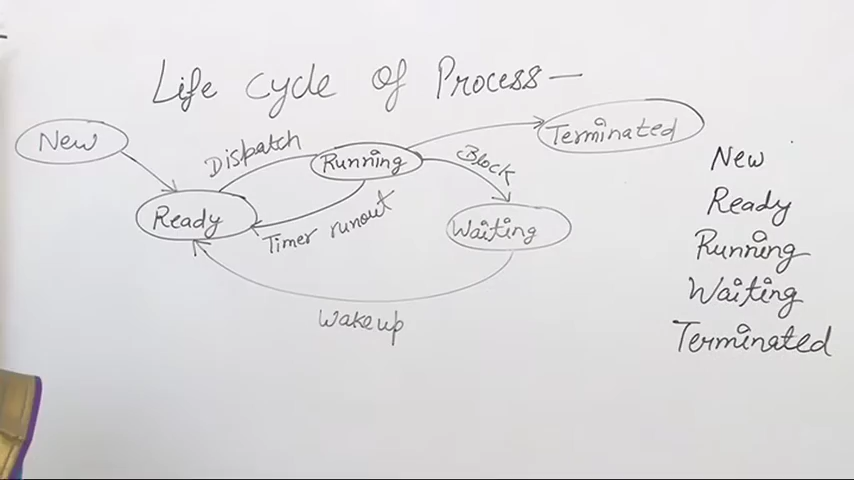 Life Cycle of Process—
New
Dispatch
Running
Terminated
Block
Ready
Timer runout
Waiting
Wakeup
New
Ready
Running
Waiting
Terminated